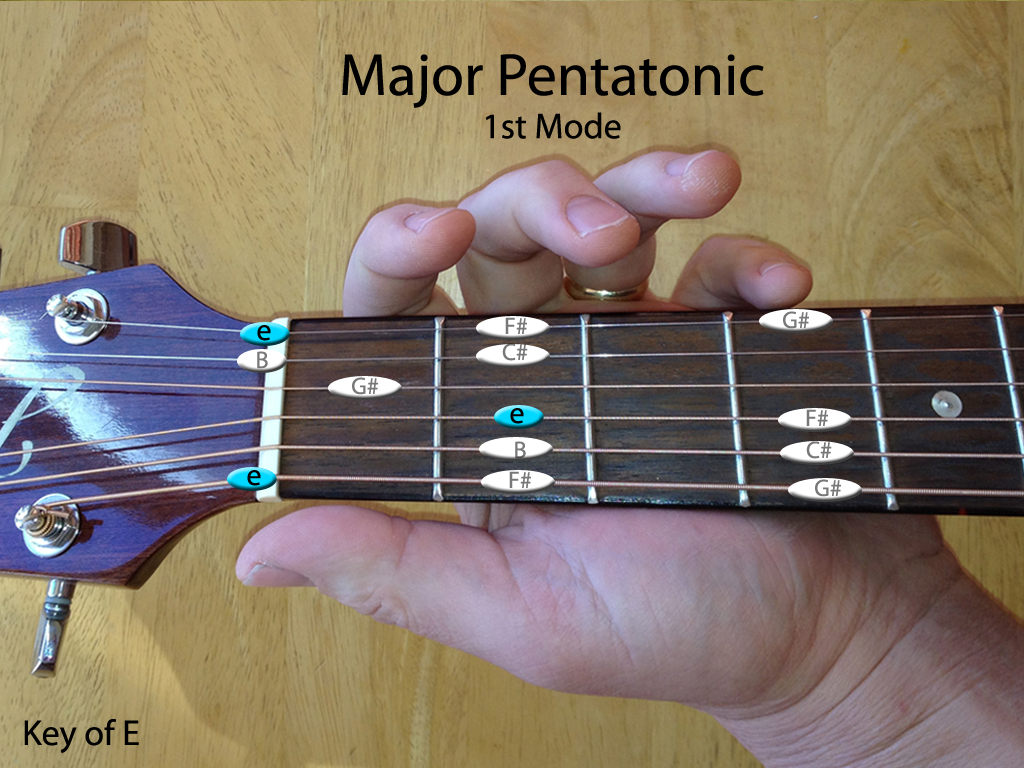 Major Pentatonic
1st Mode
e F# G#
B C#
G#
e F#
B C#
e F# G#
Key of E